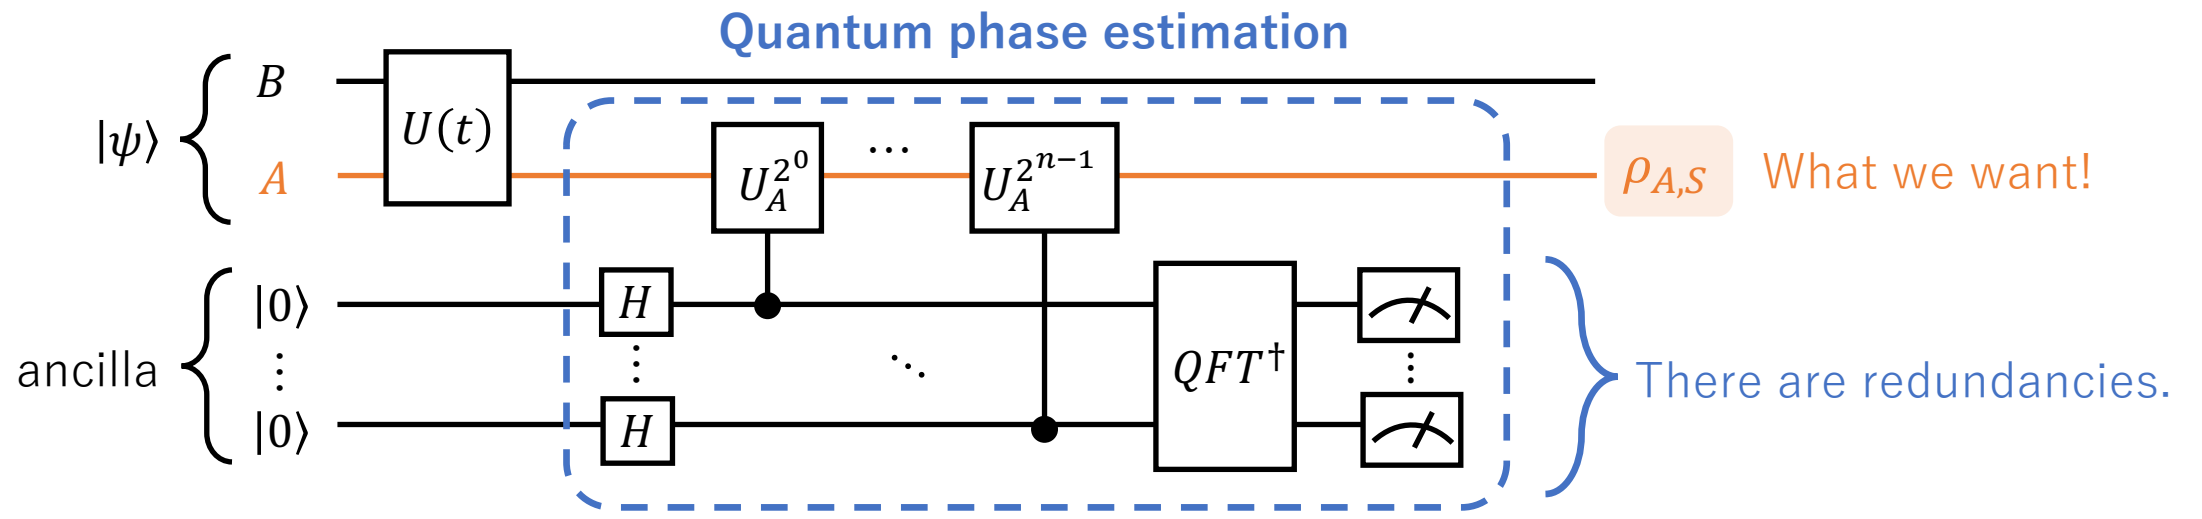 Quantum phase estimation
|ψ⟩
B
A
U(t)
U_A^{2^0}
⋯
U_A^{2^{n−1}}
ρ_{A,S}
What we want!
ancilla
|0⟩
⋮
|0⟩
H
⋮
H
⋱
QFT†
⋮
There are redundancies.